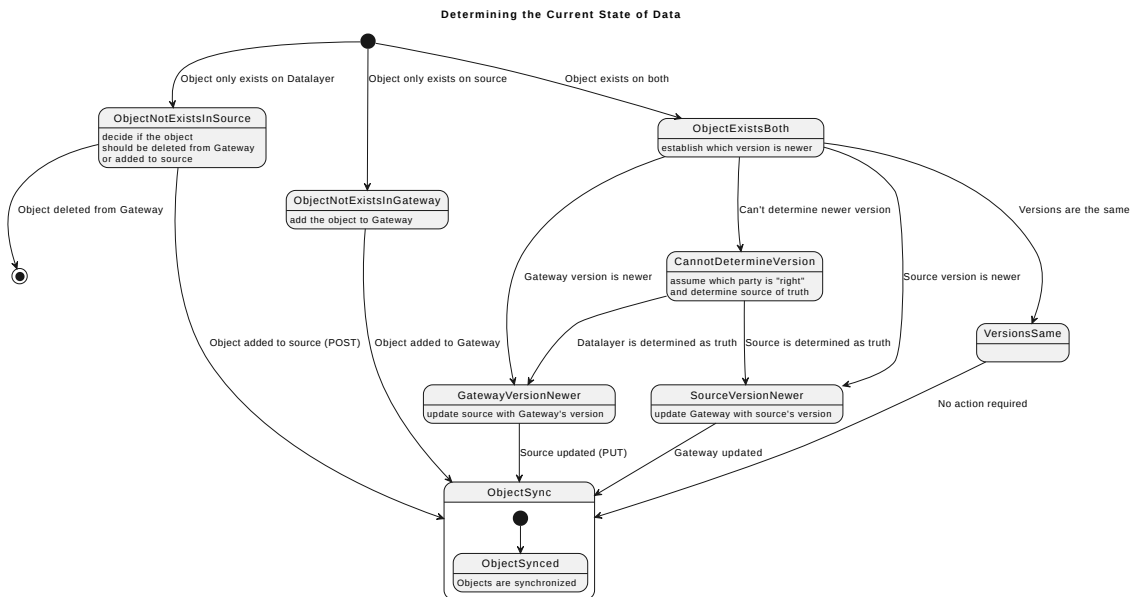 Determining the Current State of Data
Object only exists on Datalayer
Object only exists on source
Object exists on both
ObjectNotExistsInSource
decide if the object
should be deleted from Gateway
or added to source
ObjectExistsBoth
establish which version is newer
ObjectNotExistsInGateway
add the object to Gateway
Object deleted from Gateway
Can't determine newer version
Versions are the same
CannotDetermineVersion
assume which party is "right"
and determine source of truth
Gateway version is newer
Source version is newer
VersionsSame
Object added to source (POST)
Object added to Gateway
Datalayer is determined as truth
Source is determined as truth
GatewayVersionNewer
update source with Gateway's version
SourceVersionNewer
update Gateway with source's version
No action required
Source updated (PUT)
Gateway updated
ObjectSync
ObjectSynced
Objects are synchronized